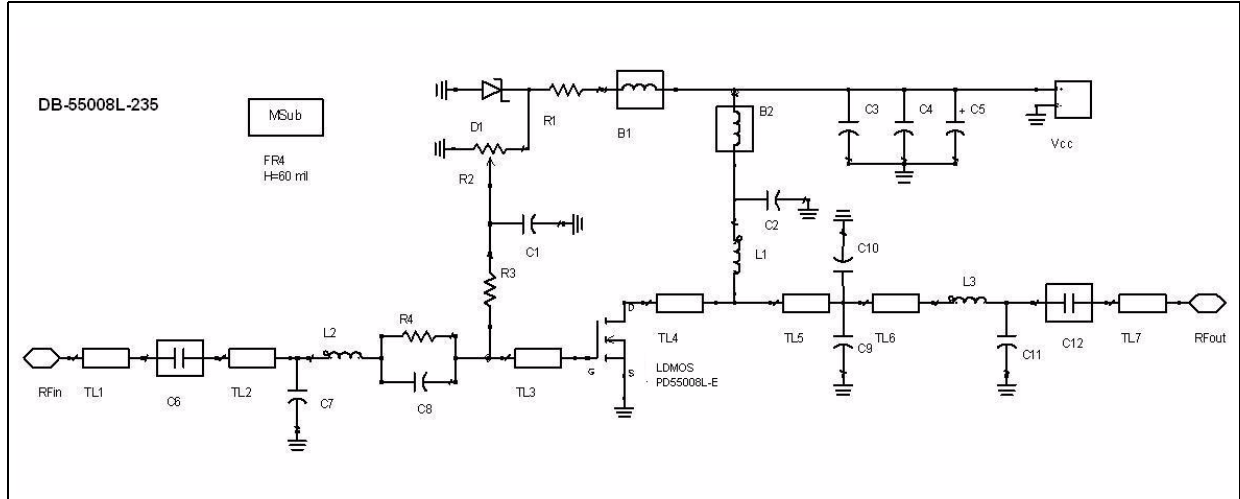 DB-55008L-235
MSub
FR4
H=60 mil
D1
R1
B1
B2
C3
C4
+ C5
+
-
Vcc
R2
C1
C2
R3
L1
C10
L3
L2
R4
D
G
S
TL4
TL5
TL6
C9
C11
C12
TL7
RFout
LDMOS
PD55008L-E
RFin
TL1
C6
TL2
C7
C8
TL3